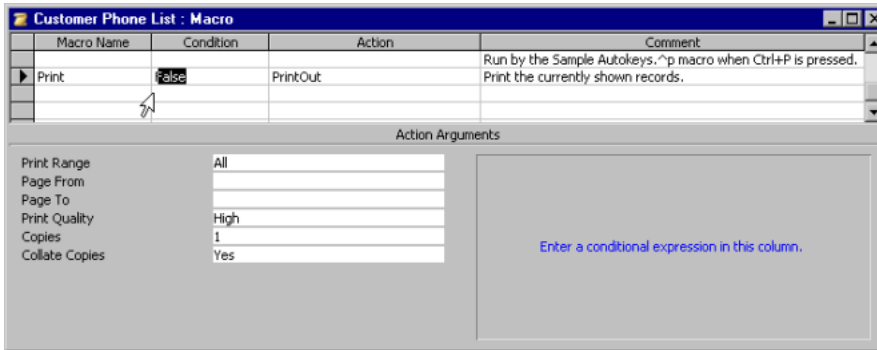 Customer Phone List : Macro
Macro Name Condition Action Comment
Run by the Sample Autokeys.^p macro when Ctrl+P is pressed.
Print False PrintOut Print the currently shown records.
Action Arguments
Print Range All
Page From
Page To
Print Quality High
Copies 1
Collate Copies Yes
Enter a conditional expression in this column.